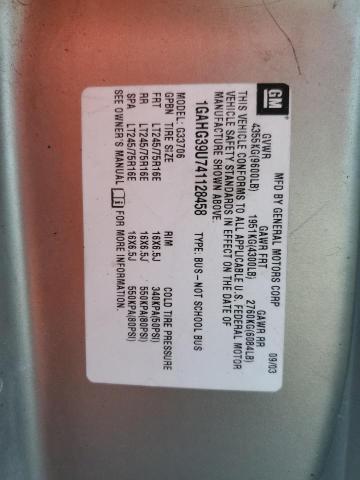 GM
MFD BY GENERAL MOTORS CORP 09/03
GVWR GAWR FRT GAWR RR
4355KG(9600LB) 1951KG(4300LB) 2760KG(6084LB)
THIS VEHICLE CONFORMS TO ALL APPLICABLE U.S. FEDERAL MOTOR
VEHICLE SAFETY STANDARDS IN EFFECT ON THE DATE OF
MANUFACTURE SHOWN ABOVE.
1GAHG39U741128458 TYPE: BUS-NOT SCHOOL BUS
G33706
GPBN TIRE SIZE RIM COLD TIRE PRESSURE
FRT LT245/75R16E 16X6.5J 340KPA(50PSI)
RR LT245/75R16E 16X6.5J 550KPA(80PSI)
SPA LT245/75R16E 16X6.5J 550KPA(80PSI)
SEE OWNER'S MANUAL FOR MORE INFORMATION.